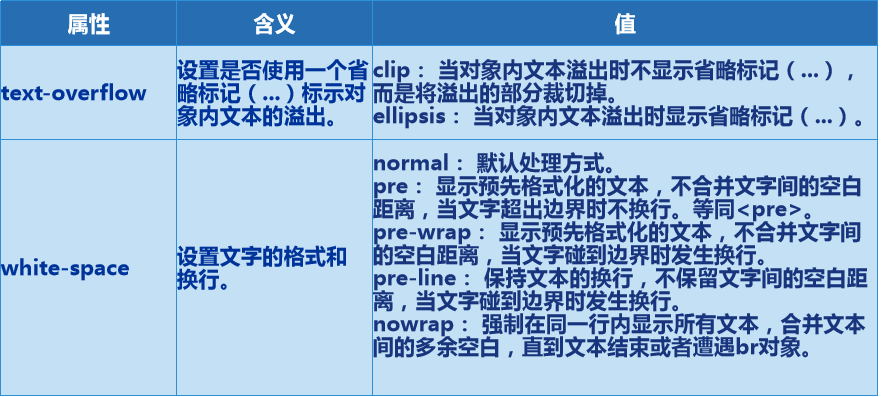 属性
含义
值
text-overflow
设置是否使用一个省
略标记（...）标示对
象内文本的溢出。
clip： 当对象内文本溢出时不显示省略标记（...），
而是将溢出的部分裁切掉。
ellipsis： 当对象内文本溢出时显示省略标记（...）。
white-space
设置文字的格式和
换行。
normal： 默认处理方式。
pre： 显示预先格式化的文本，不合并文字间的空白
距离，当文字超出边界时不换行。等同<pre>。
pre-wrap： 显示预先格式化的文本，不合并文字间
的空白距离，当文字碰到边界时发生换行。
pre-line： 保持文本的换行，不保留文字间的空白距
离，当文字碰到边界时发生换行。
nowrap： 强制在同一行内显示所有文本，合并文本
间的多余空白，直到文本结束或者遭遇br对象。